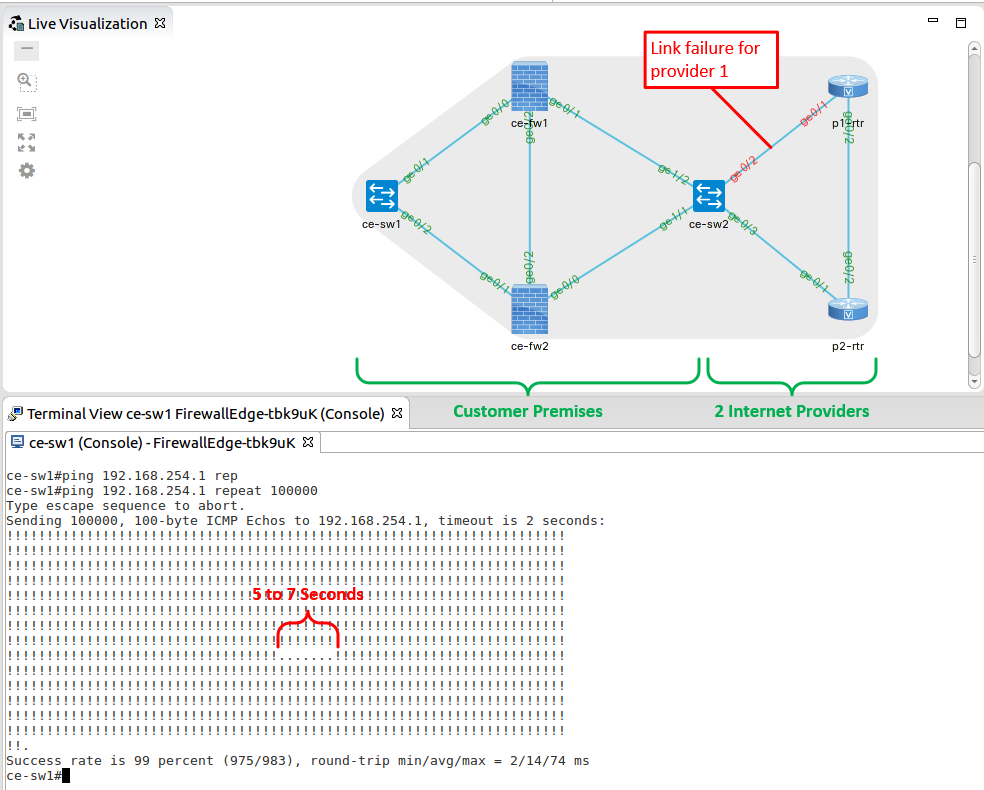 Live Visualization
Link failure for
provider 1
ge0/0
ge0/1
ce-fw1
ge0/2
ge0/1
p1-rtr
ge0/2
ge0/1
ge1/2
ge0/2
ce-sw1
ce-sw2
ge0/2
ge1/1
ge0/3
ge0/1
ge0/2
ge0/0
ge0/1
ge0/2
ce-fw2
p2-rtr
Customer Premises
2 Internet Providers
Terminal View ce-sw1 FirewallEdge-tbk9uK (Console)
ce-sw1 (Console) - FirewallEdge-tbk9uK
ce-sw1#ping 192.168.254.1 rep
ce-sw1#ping 192.168.254.1 repeat 100000
Type escape sequence to abort.
Sending 100000, 100-byte ICMP Echos to 192.168.254.1, timeout is 2 seconds:
!!!!!!!!!!!!!!!!!!!!!!!!!!!!!!!!!!!!!!!!!!!!!!!!!!!!!!!!!!!!!!!!!!!!!!
!!!!!!!!!!!!!!!!!!!!!!!!!!!!!!!!!!!!!!!!!!!!!!!!!!!!!!!!!!!!!!!!!!!!!!
!!!!!!!!!!!!!!!!!!!!!!!!!!!!!!!!!!!!!!!!!!!!!!!!!!!!!!!!!!!!!!!!!!!!!!
!!!!!!!!!!!!!!!!!!!!!!!!!!!!!!!!!!!!!!!!!!!!!!!!!!!!!!!!!!!!!!!!!!!!!!
!!!!!!!!!!!!!!!!!!!!!!!!!!!!!!!!!!!!!!!!!!!!!!!!!!!!!!!!!!!!!!!!!!!!!!
5 to 7 Seconds
!!!!!!!!!!!!!!!!!!!!!!!!!!!!!!!!!!!!!!!!!!!!!!!!!!!!!!!!!!!!!!!!!!!!!!
!!!!!!!!!!!!!!!!!!!!!!!!!!!!!!!!!!!!!!!!!!!!!!!!!!!!!!!!!!!!!!!!!!!!!!
!!!!!!!!!!!!!!!!!!!!!!!!!!!!!!!!!!!!!!!!!!!!!!!!!!!!!!!!!!!!!!!!!!!!!!
!!!!!!!!!!!!!!!!!!!!!!!!!!!!!!!!!!.......!!!!!!!!!!!!!!!!!!!!!!!!!!!!!
!!!!!!!!!!!!!!!!!!!!!!!!!!!!!!!!!!!!!!!!!!!!!!!!!!!!!!!!!!!!!!!!!!!!!!
!!!!!!!!!!!!!!!!!!!!!!!!!!!!!!!!!!!!!!!!!!!!!!!!!!!!!!!!!!!!!!!!!!!!!!
!!!!!!!!!!!!!!!!!!!!!!!!!!!!!!!!!!!!!!!!!!!!!!!!!!!!!!!!!!!!!!!!!!!!!!
!!!!!!!!!!!!!!!!!!!!!!!!!!!!!!!!!!!!!!!!!!!!!!!!!!!!!!!!!!!!!!!!!!!!!!
!!!!!!!!!!!!!!!!!!!!!!!!!!!!!!!!!!!!!!!!!!!!!!!!!!!!!!!!!!!!!!!!!!!!!!
!!.
Success rate is 99 percent (975/983), round-trip min/avg/max = 2/14/74 ms
ce-sw1#